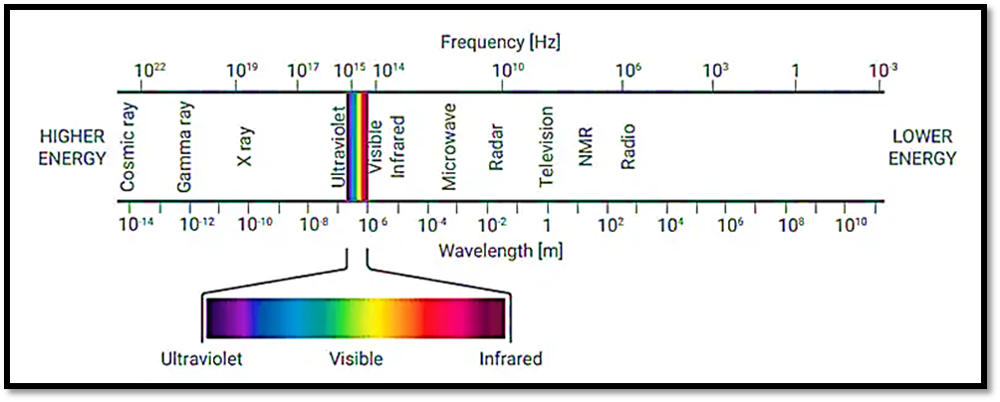 Frequency [Hz]
10²² 10¹⁹ 10¹⁷ 10¹⁵ 10¹⁴ 10¹⁰ 10⁶ 10³ 1 10⁻³
HIGHER
ENERGY
Cosmic ray
Gamma ray
X ray
Ultraviolet
Visible
Infrared
Microwave
Radar
Television
NMR
Radio
LOWER
ENERGY
10⁻¹⁴ 10⁻¹² 10⁻¹⁰ 10⁻⁸ 10⁻⁶ 10⁻⁴ 10⁻² 1 10² 10⁴ 10⁶ 10⁸ 10¹⁰
Wavelength [m]
Ultraviolet Visible Infrared